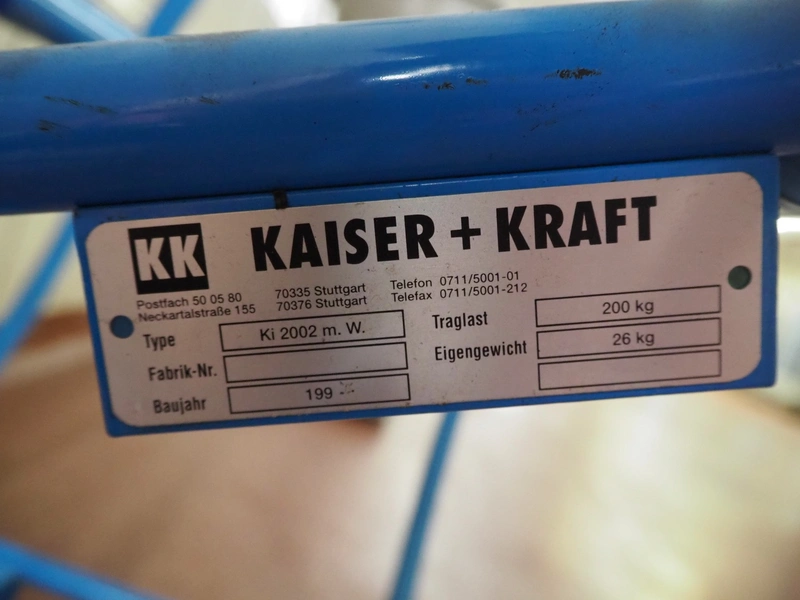 KK KAISER + KRAFT
Postfach 50 05 80 70335 Stuttgart Telefon 0711/5001-01
Neckartalstraße 155 70376 Stuttgart Telefax 0711/5001-212
Type Ki 2002 m. W. Traglast 200 kg
Fabrik-Nr. Eigengewicht 26 kg
Baujahr 199